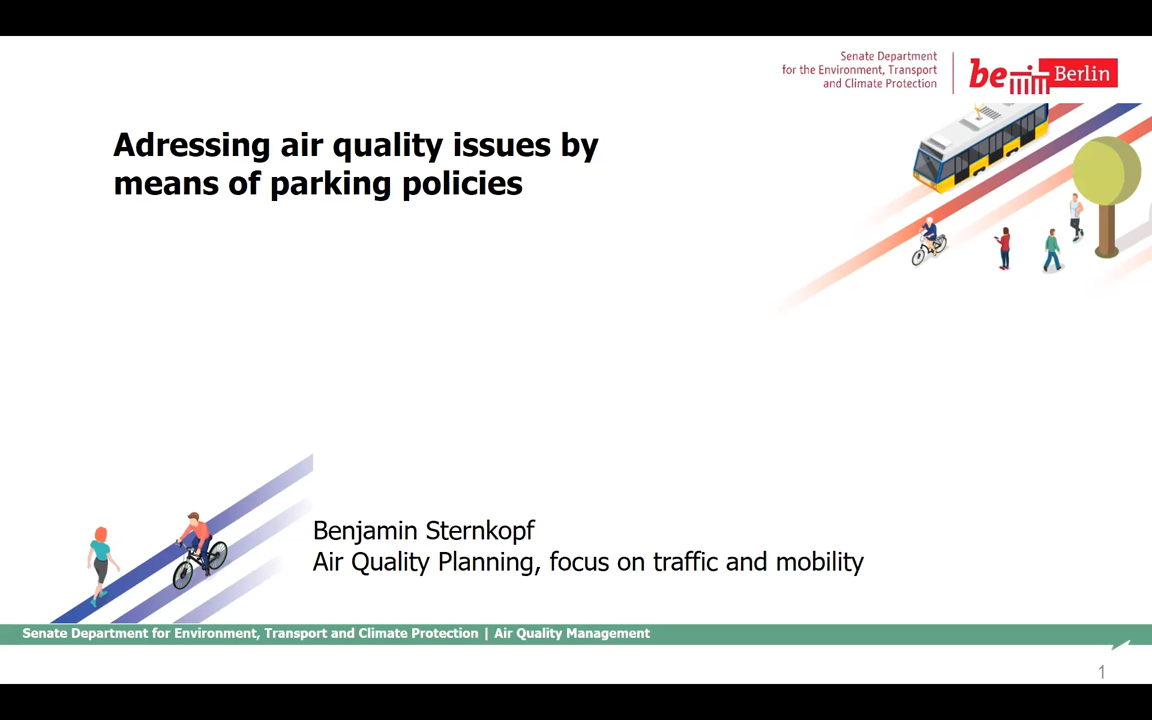 Senate Department
for the Environment, Transport
and Climate Protection
be Berlin
Adressing air quality issues by
means of parking policies
Benjamin Sternkopf
Air Quality Planning, focus on traffic and mobility
Senate Department for Environment, Transport and Climate Protection | Air Quality Management
1